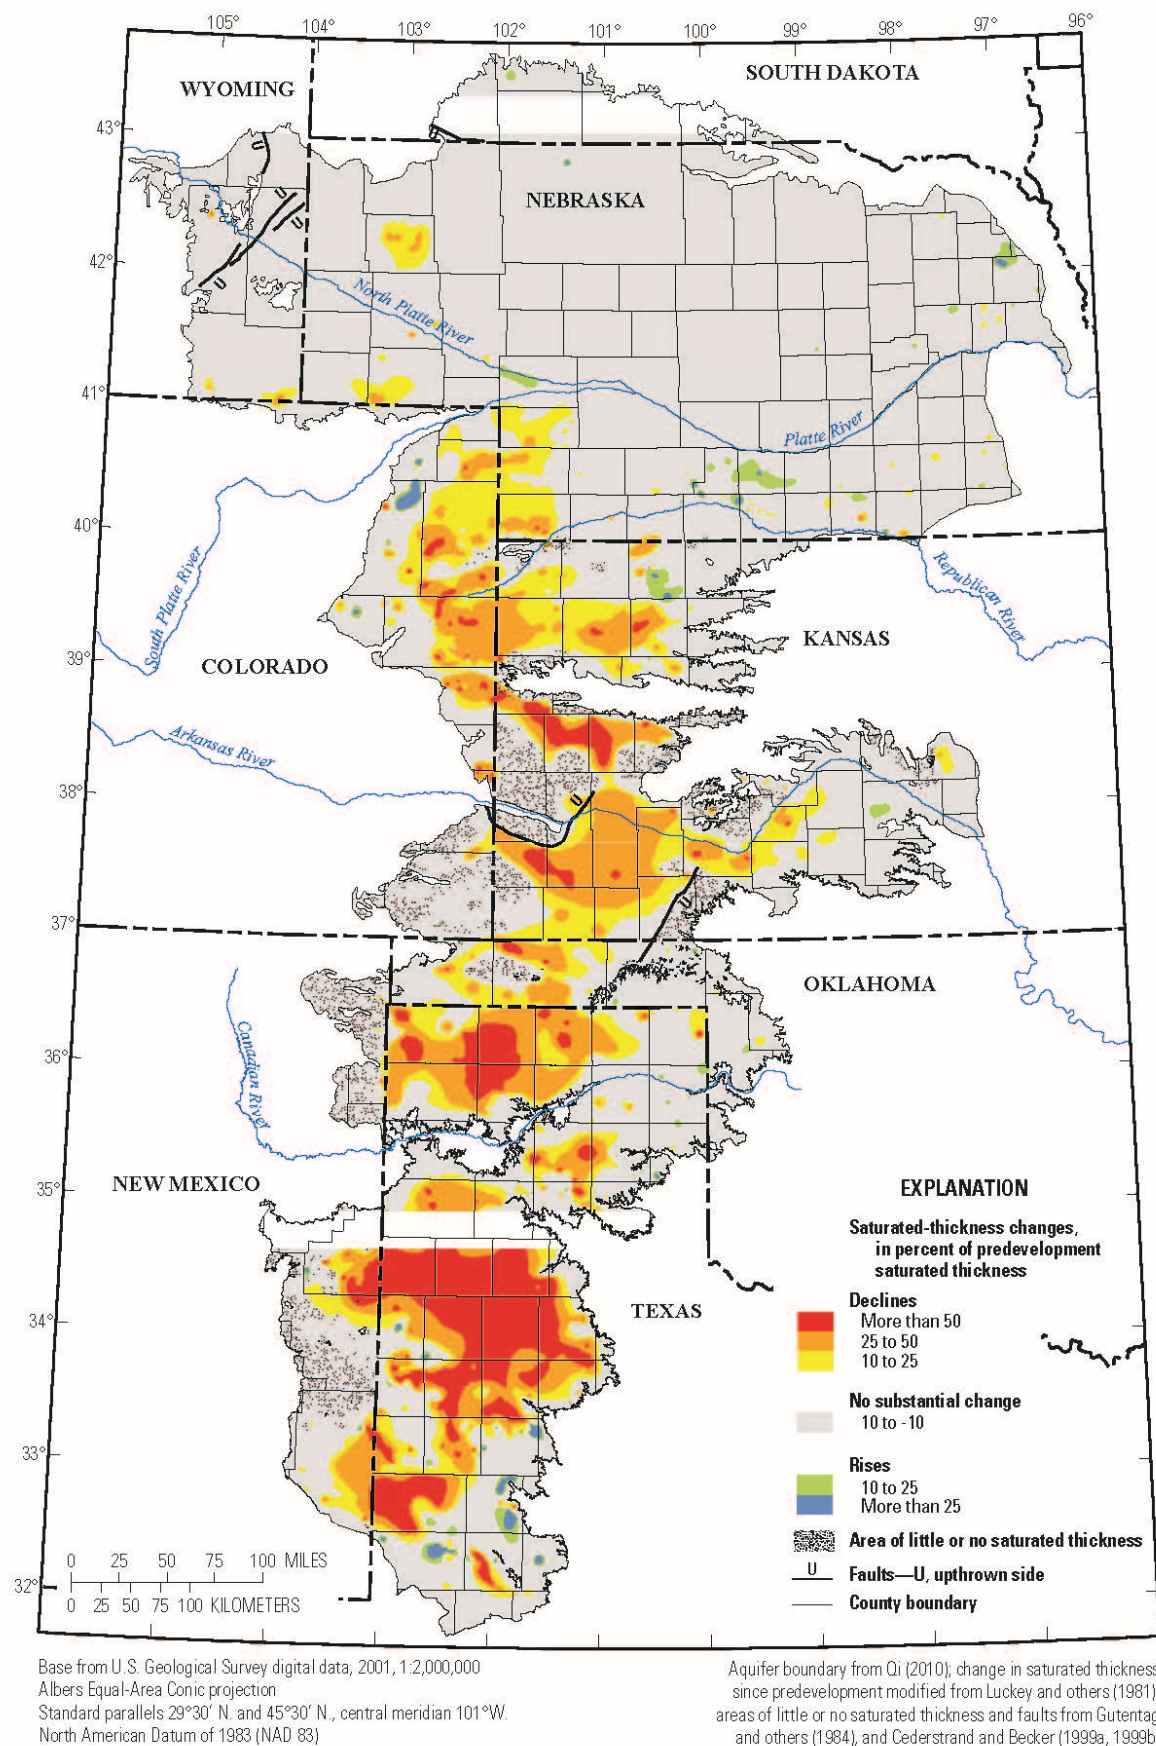 105°
104°
103°
102°
101°
100°
99°
98°
97°
96°
WYOMING
SOUTH DAKOTA
43°
U
U
NEBRASKA
U
U
42°
U
North Platte River
41°
Platte River
40°
South Platte River
Republican River
39°
COLORADO
KANSAS
Arkansas River
38°
U
U
37°
OKLAHOMA
36°
Canadian River
NEW MEXICO
35°
TEXAS
34°
33°
32°
EXPLANATION
Saturated-thickness changes,
in percent of predevelopment
saturated thickness
Declines
More than 50
25 to 50
10 to 25
No substantial change
10 to -10
Rises
10 to 25
More than 25
Area of little or no saturated thickness
U Faults—U, upthrown side
County boundary
0 25 50 75 100 MILES
0 25 50 75 100 KILOMETERS
Base from U.S. Geological Survey digital data, 2001, 1:2,000,000
Albers Equal-Area Conic projection
Standard parallels 29°30′ N. and 45°30′ N., central meridian 101°W.
North American Datum of 1983 (NAD 83)
Aquifer boundary from Qi (2010); change in saturated thickness
since predevelopment modified from Luckey and others (1981)
areas of little or no saturated thickness and faults from Gutentag
and others (1984), and Cederstrand and Becker (1999a, 1999b